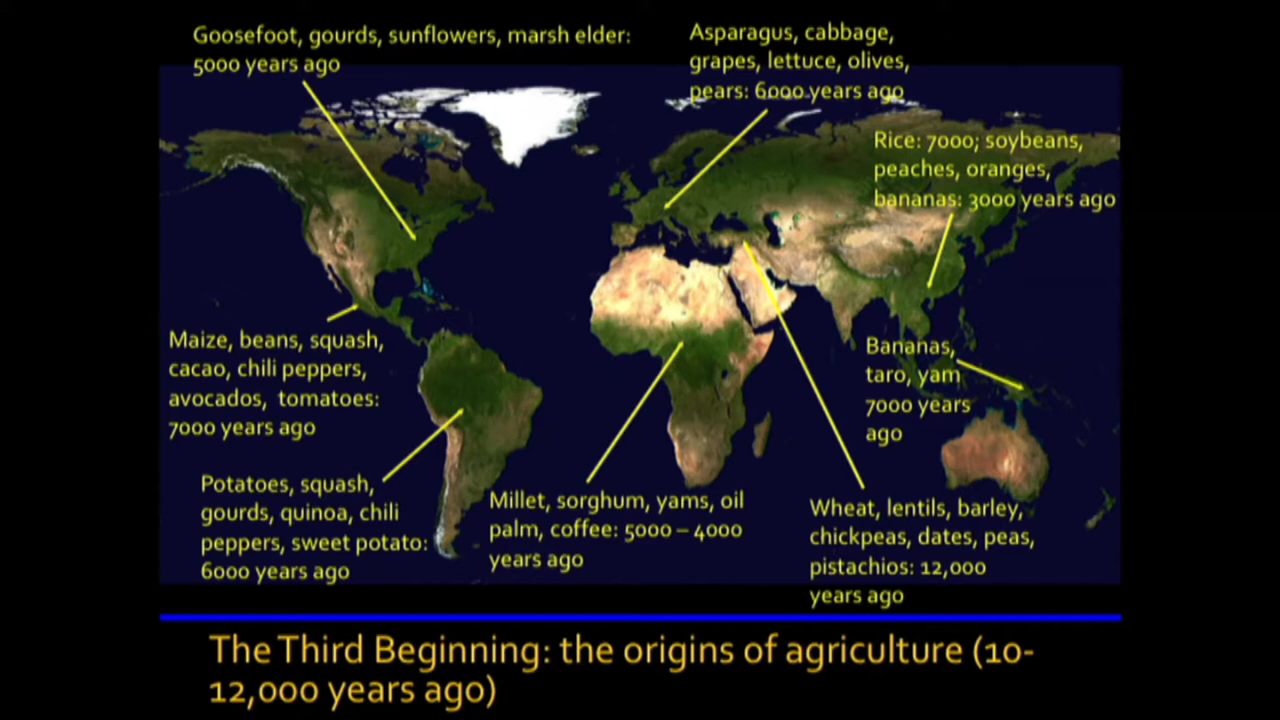 Goosefoot, gourds, sunflowers, marsh elder:
5000 years ago
Asparagus, cabbage,
grapes, lettuce, olives,
pears: 6000 years ago
Rice: 7000; soybeans,
peaches, oranges,
bananas: 3000 years ago
Maize, beans, squash,
cacao, chili peppers,
avocados, tomatoes:
7000 years ago
Bananas,
taro, yam
7000 years
ago
Potatoes, squash,
gourds, quinoa, chili
peppers, sweet potato:
6000 years ago
Millet, sorghum, yams, oil
palm, coffee: 5000 – 4000
years ago
Wheat, lentils, barley,
chickpeas, dates, peas,
pistachios: 12,000
years ago
The Third Beginning: the origins of agriculture (10-
12,000 years ago)